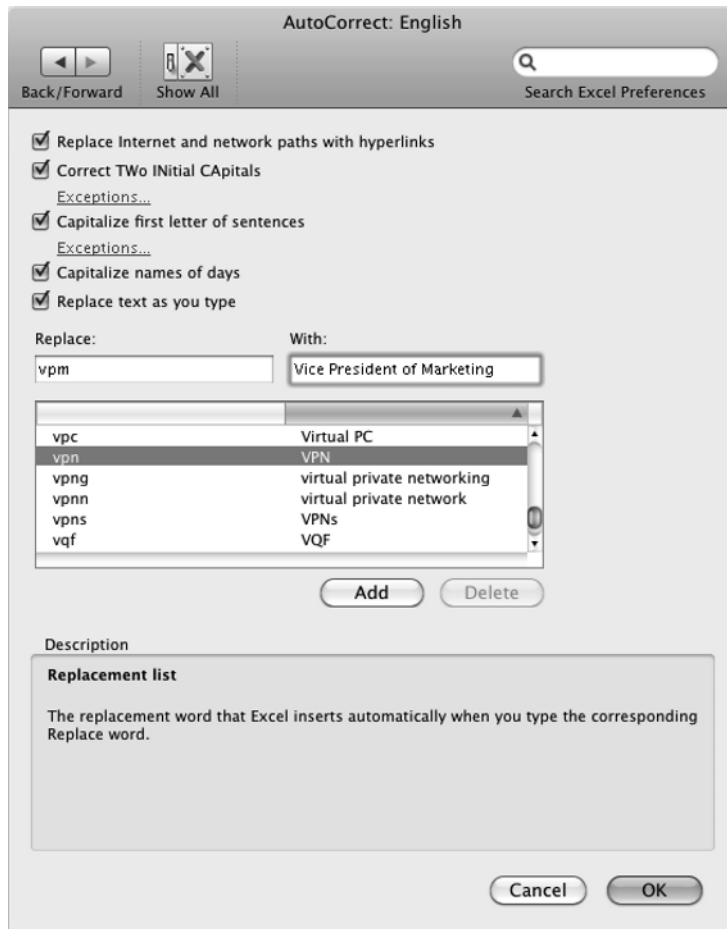 AutoCorrect: English
Back/Forward Show All Search Excel Preferences
Replace Internet and network paths with hyperlinks
Correct TWo INitial CApitals
Exceptions...
Capitalize first letter of sentences
Exceptions...
Capitalize names of days
Replace text as you type
Replace: With:
vpm Vice President of Marketing
vpc Virtual PC
vpn VPN
vpng virtual private networking
vpnn virtual private network
vpns VPNs
vqf VQF
Add Delete
Description
Replacement list
The replacement word that Excel inserts automatically when you type the corresponding
Replace word.
Cancel OK